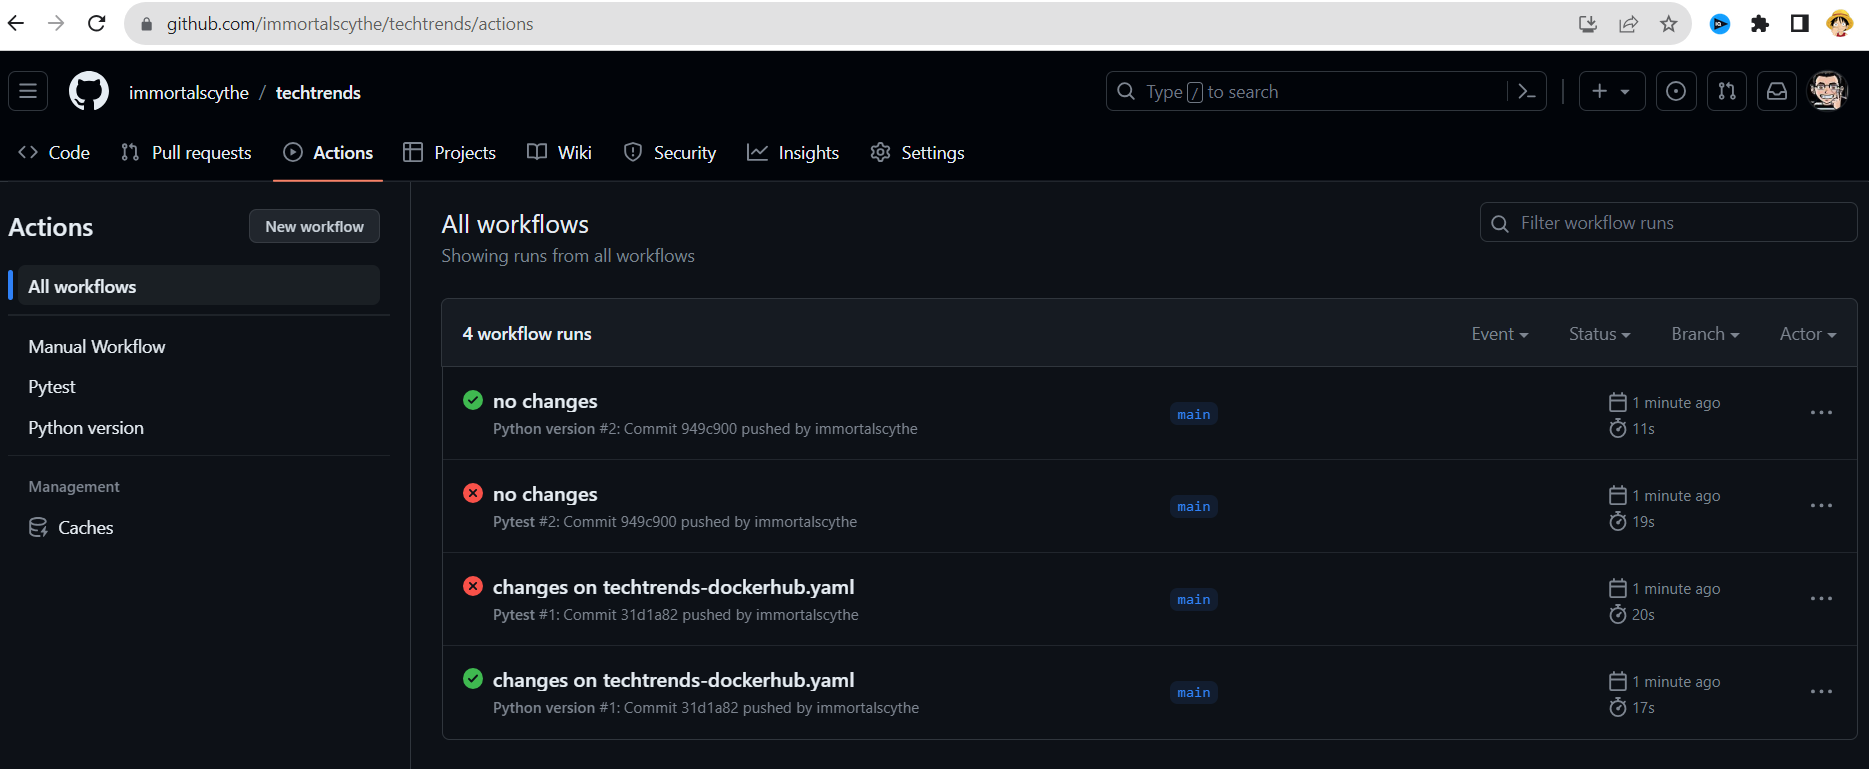 github.com/immortalscythe/techtrends/actions
immortalscythe / techtrends
Type / to search
Code
Pull requests
Actions
Projects
Wiki
Security
Insights
Settings
Actions
New workflow
All workflows
Manual Workflow
Pytest
Python version
Management
Caches
All workflows
Showing runs from all workflows
Filter workflow runs
4 workflow runs
Event
Status
Branch
Actor
no changes
Python version #2: Commit 949c900 pushed by immortalscythe
main
1 minute ago
11s
no changes
Pytest #2: Commit 949c900 pushed by immortalscythe
main
1 minute ago
19s
changes on techtrends-dockerhub.yaml
Pytest #1: Commit 31d1a82 pushed by immortalscythe
main
1 minute ago
20s
changes on techtrends-dockerhub.yaml
Python version #1: Commit 31d1a82 pushed by immortalscythe
main
1 minute ago
17s